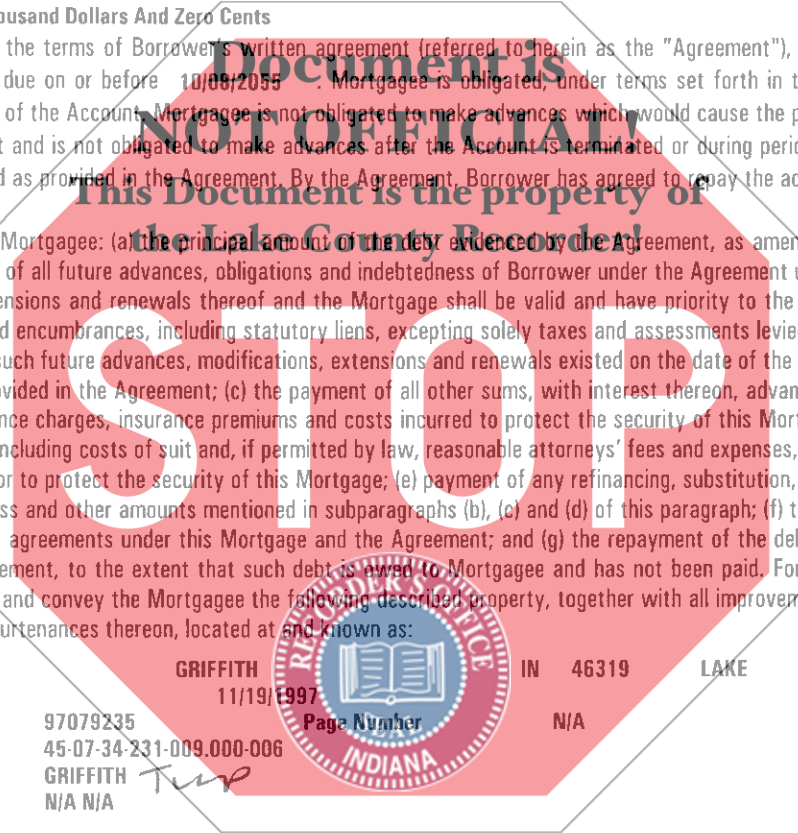 ousand Dollars And Zero Cents
the terms of Borrower's written agreement (referred to herein as the "Agreement"),
due on or before 10/08/2055 . Mortgagee is obligated, under terms set forth in t
of the Account. Mortgagee is not obligated to make advances which would cause the p
t and is not obligated to make advances after the Account is terminated or during perio
d as provided in the Agreement. By the Agreement, Borrower has agreed to repay the ad
Document is
NOT OFFICIAL!
This Document is the property of
the Lake County Recorder!
Mortgagee: (a) the principal amount of the debt evidenced by the Agreement, as amen
of all future advances, obligations and indebtedness of Borrower under the Agreement u
ensions and renewals thereof and the Mortgage shall be valid and have priority to the
d encumbrances, including statutory liens, excepting solely taxes and assessments levie
such future advances, modifications, extensions and renewals existed on the date of the
ovided in the Agreement; (c) the payment of all other sums, with interest thereon, advan
nce charges, insurance premiums and costs incurred to protect the security of this Mort
ncluding costs of suit and, if permitted by law, reasonable attorneys' fees and expenses,
or to protect the security of this Mortgage; (e) payment of any refinancing, substitution,
ss and other amounts mentioned in subparagraphs (b), (c) and (d) of this paragraph; (f) t
agreements under this Mortgage and the Agreement; and (g) the repayment of the del
ement, to the extent that such debt is owed to Mortgagee and has not been paid. For
and convey the Mortgagee the following described property, together with all improvem
urtenances thereon, located at and known as:
STOP
RECORDER'S OFFICE
INDIANA
GRIFFITH IN 46319 LAKE
11/19/1997
97079235 Page Number N/A
45-07-34-231-009.000-006
GRIFFITH Twp
N/A N/A